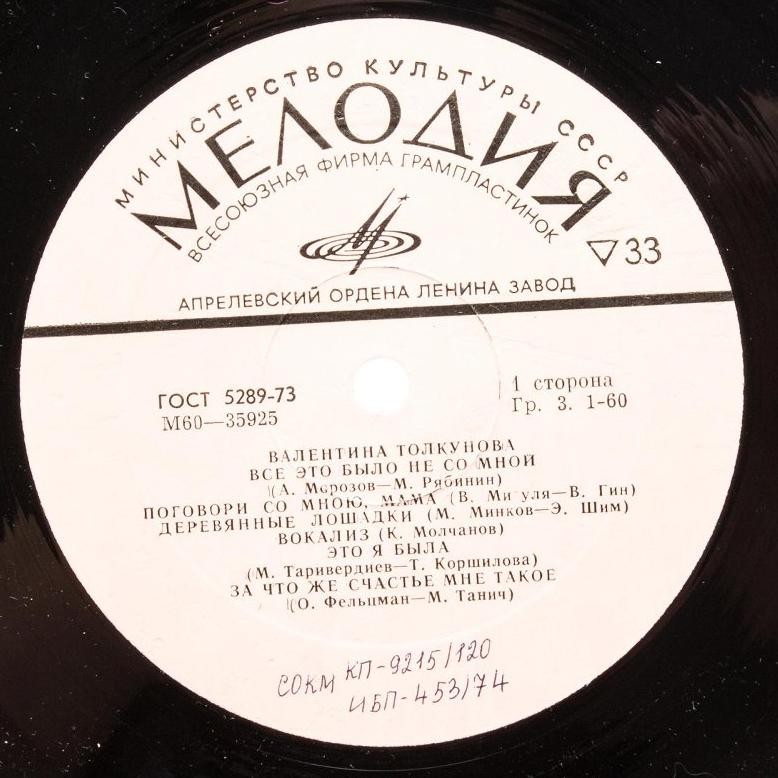 МИНИСТЕРСТВО КУЛЬТУРЫ СССР
МЕЛОДИЯ
ВСЕСОЮЗНАЯ ФИРМА ГРАМПЛАСТИНОК
33
АПРЕЛЕВСКИЙ ОРДЕНА ЛЕНИНА ЗАВОД
ГОСТ 5289-73
1 сторона
М60—35925
Гр. 3. 1-60
ВАЛЕНТИНА ТОЛКУНОВА
ВСЕ ЭТО БЫЛО НЕ СО МНОЙ
(А. Морозов—М. Рябинин)
ПОГОВОРИ СО МНОЮ, МАМА (В. Мигуля—В. Гин)
ДЕРЕВЯННЫЕ ЛОШАДКИ (М. Минков—Э. Шим)
ВОКАЛИЗ (К. Молчанов)
ЭТО Я БЫЛА
(М. Таривердиев—Т. Коршилова)
ЗА ЧТО ЖЕ СЧАСТЬЕ МНЕ ТАКОЕ
(О. Фельцман—М. Танич)
СОКМ КП-9215/120
ИБП-453/74